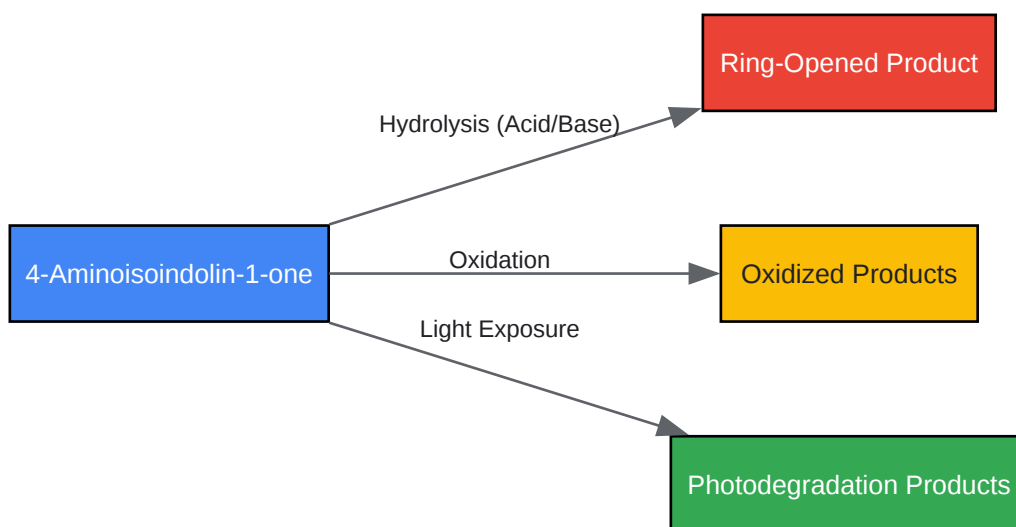 Ring-Opened Product
Hydrolysis (Acid/Base)
4-Aminoisoindolin-1-one
Oxidation
Oxidized Products
Light Exposure
Photodegradation Products